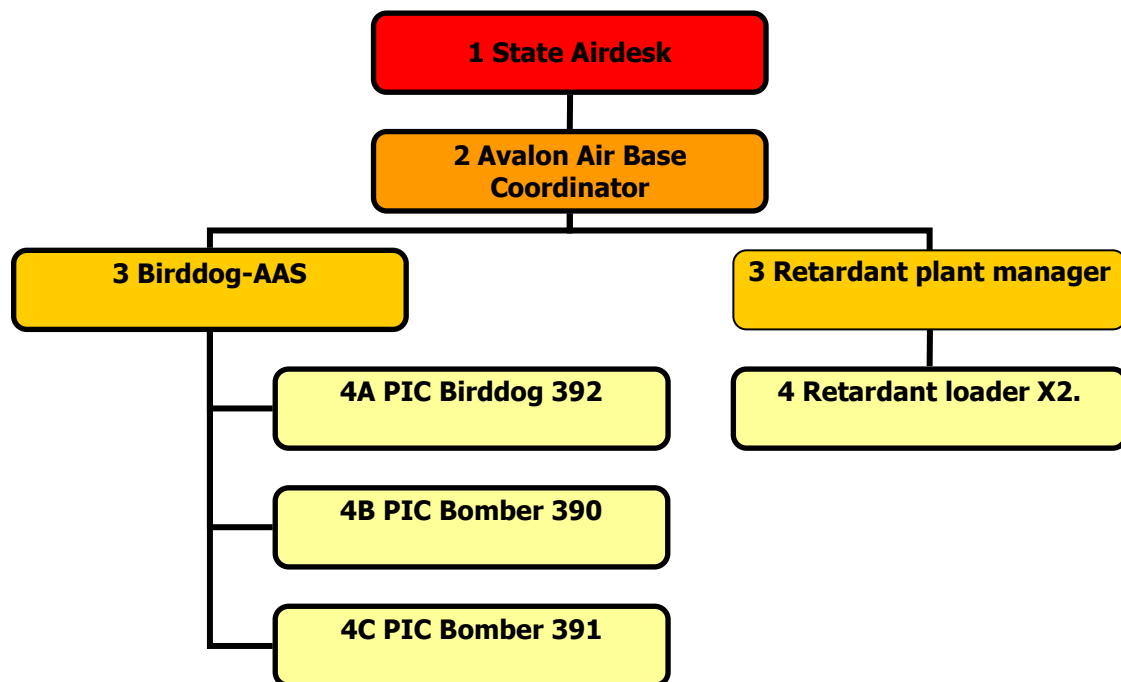 1 State Airdesk
2 Avalon Air Base
Coordinator
3 Birddog-AAS
3 Retardant plant manager
4A PIC Birddog 392
4 Retardant loader X2.
4B PIC Bomber 390
4C PIC Bomber 391